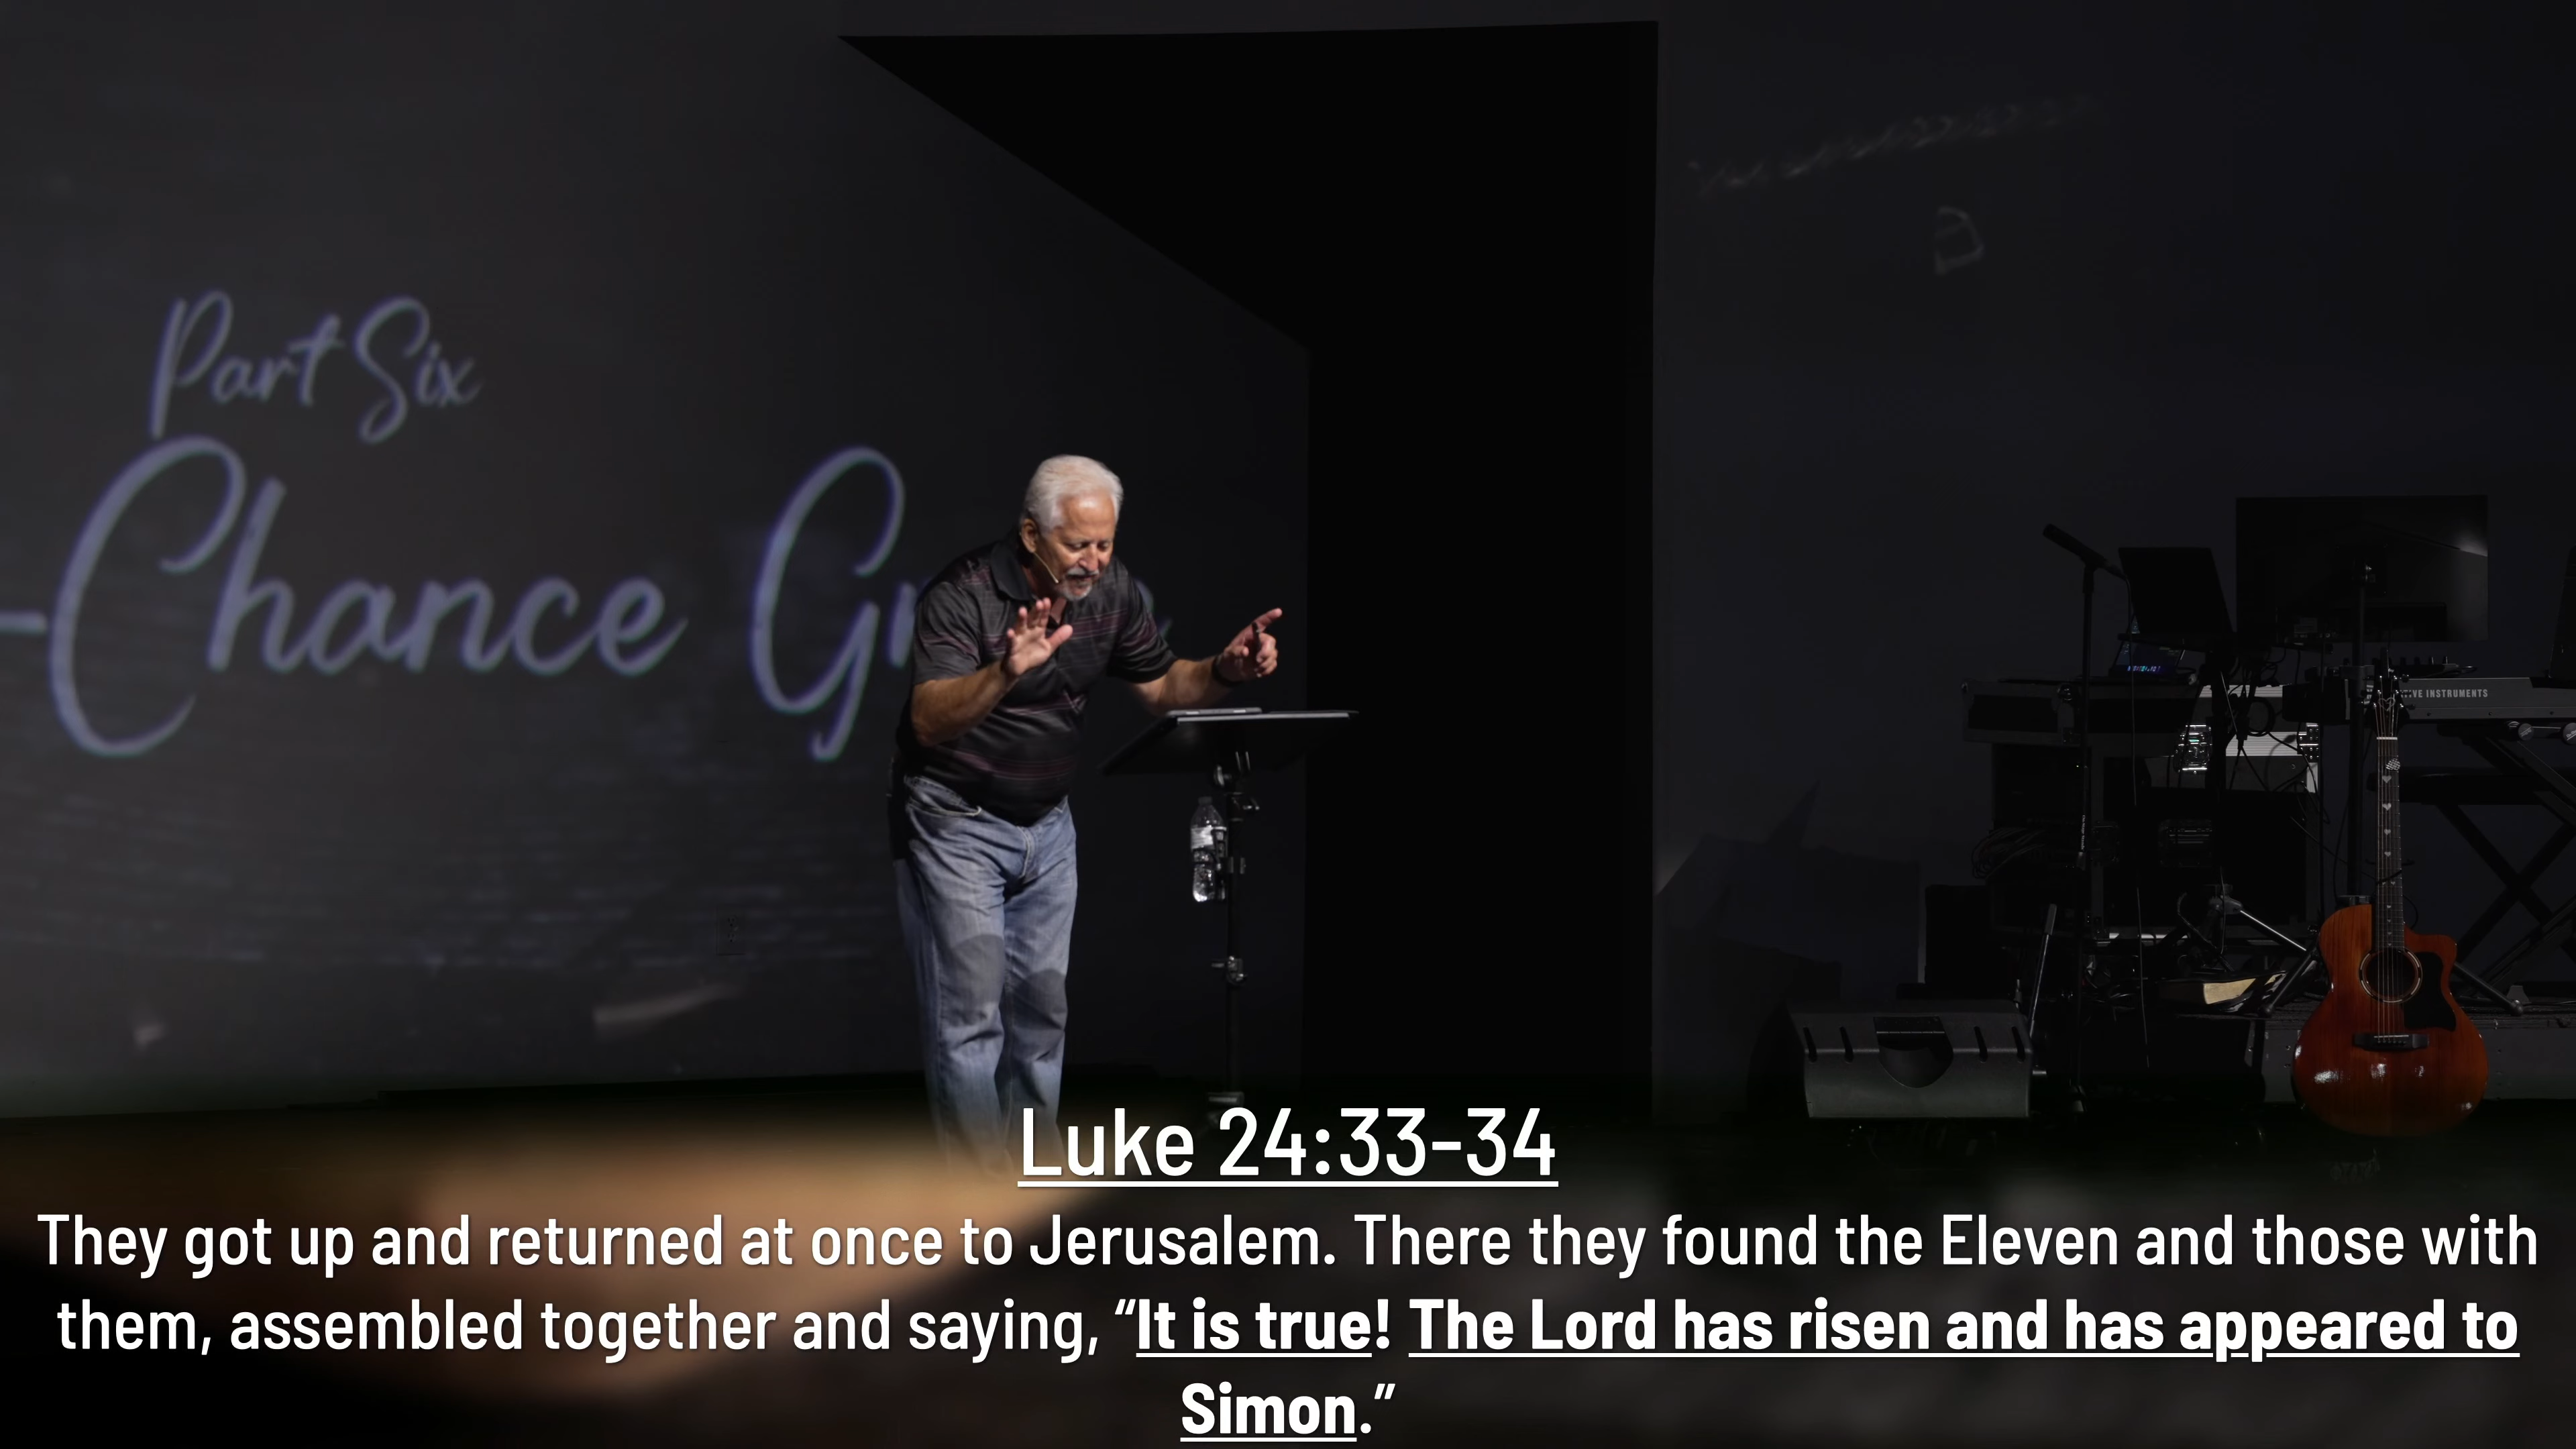 Part Six
-Chance
VE INSTRUMENTS
Luke 24:33-34
They got up and returned at once to Jerusalem. There they found the Eleven and those with
them, assembled together and saying, “It is true! The Lord has risen and has appeared to
Simon.”